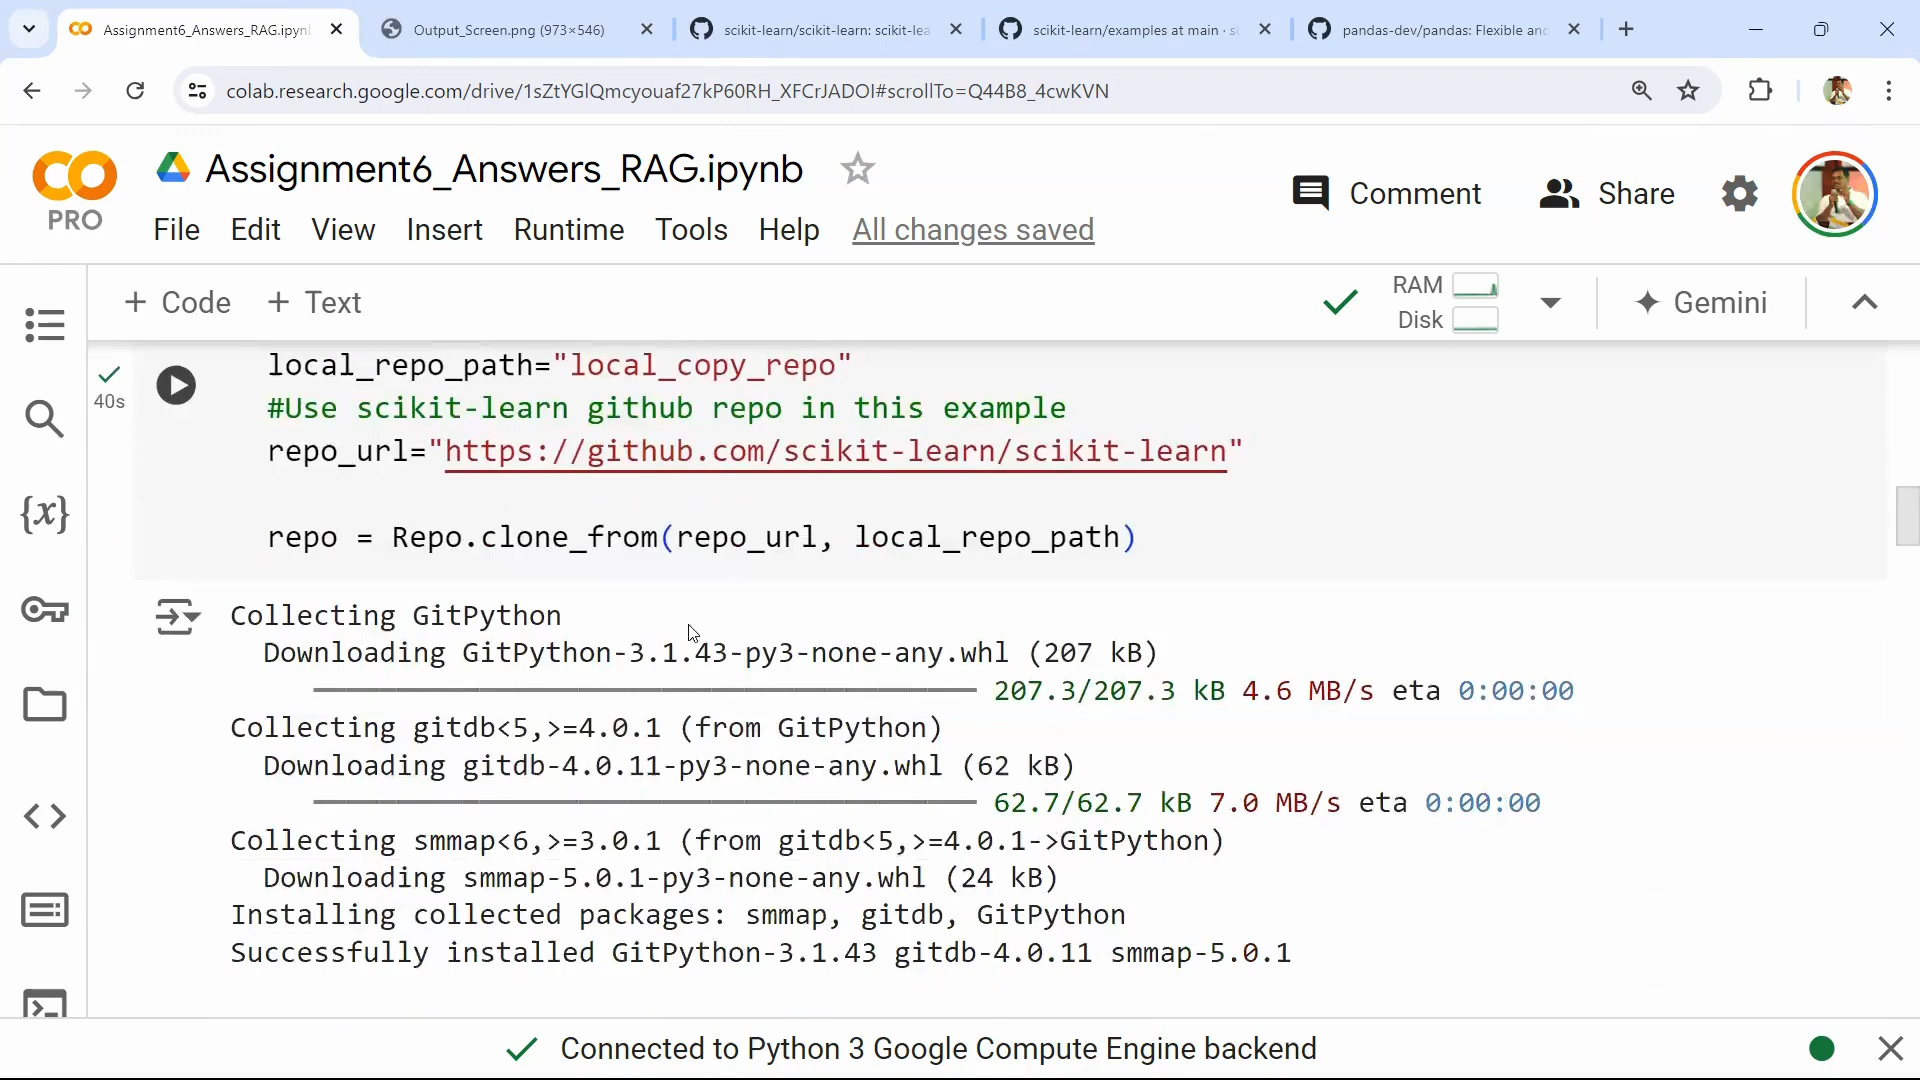 Assignment6_Answers_RAG.ipyn
Output_Screen.png (973×546)
scikit-learn/scikit-learn: scikit-lea
scikit-learn/examples at main · s
pandas-dev/pandas: Flexible and
colab.research.google.com/drive/1sZtYGlQmcyouaf27kP60RH_XFCrJADOI#scrollTo=Q44B8_4cwKVN
PRO
Assignment6_Answers_RAG.ipynb
Comment
Share
File Edit View Insert Runtime Tools Help All changes saved
+ Code + Text
RAM
Disk
Gemini
40s
local_repo_path="local_copy_repo"
#Use scikit-learn github repo in this example
repo_url="https://github.com/scikit-learn/scikit-learn"
repo = Repo.clone_from(repo_url, local_repo_path)
{x}
Collecting GitPython
Downloading GitPython-3.1.43-py3-none-any.whl (207 kB)
207.3/207.3 kB 4.6 MB/s eta 0:00:00
Collecting gitdb<5,>=4.0.1 (from GitPython)
Downloading gitdb-4.0.11-py3-none-any.whl (62 kB)
62.7/62.7 kB 7.0 MB/s eta 0:00:00
Collecting smmap<6,>=3.0.1 (from gitdb<5,>=4.0.1->GitPython)
Downloading smmap-5.0.1-py3-none-any.whl (24 kB)
Installing collected packages: smmap, gitdb, GitPython
Successfully installed GitPython-3.1.43 gitdb-4.0.11 smmap-5.0.1
Connected to Python 3 Google Compute Engine backend